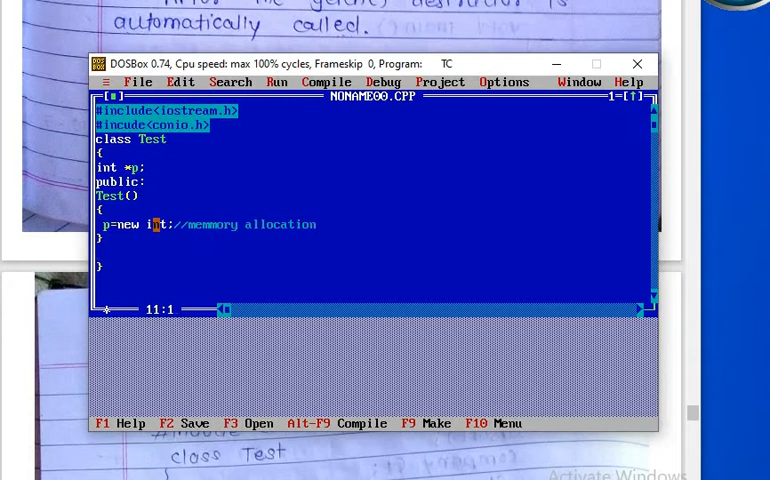 automatically called.
DOSBox 0.74, Cpu speed: max 100% cycles, Frameskip 0, Program: TC
≡ File Edit Search Run Compile Debug Project Options Window Help
[■] NONAME00.CPP 1=[↑]
#include<iostream.h>
#incude<conio.h>
class Test
{
int *p;
public:
Test()
{
p=new int;//memmory allocation
}
}
11:1
F1 Help F2 Save F3 Open Alt-F9 Compile F9 Make F10 Menu
class Test
{
Activate Windows